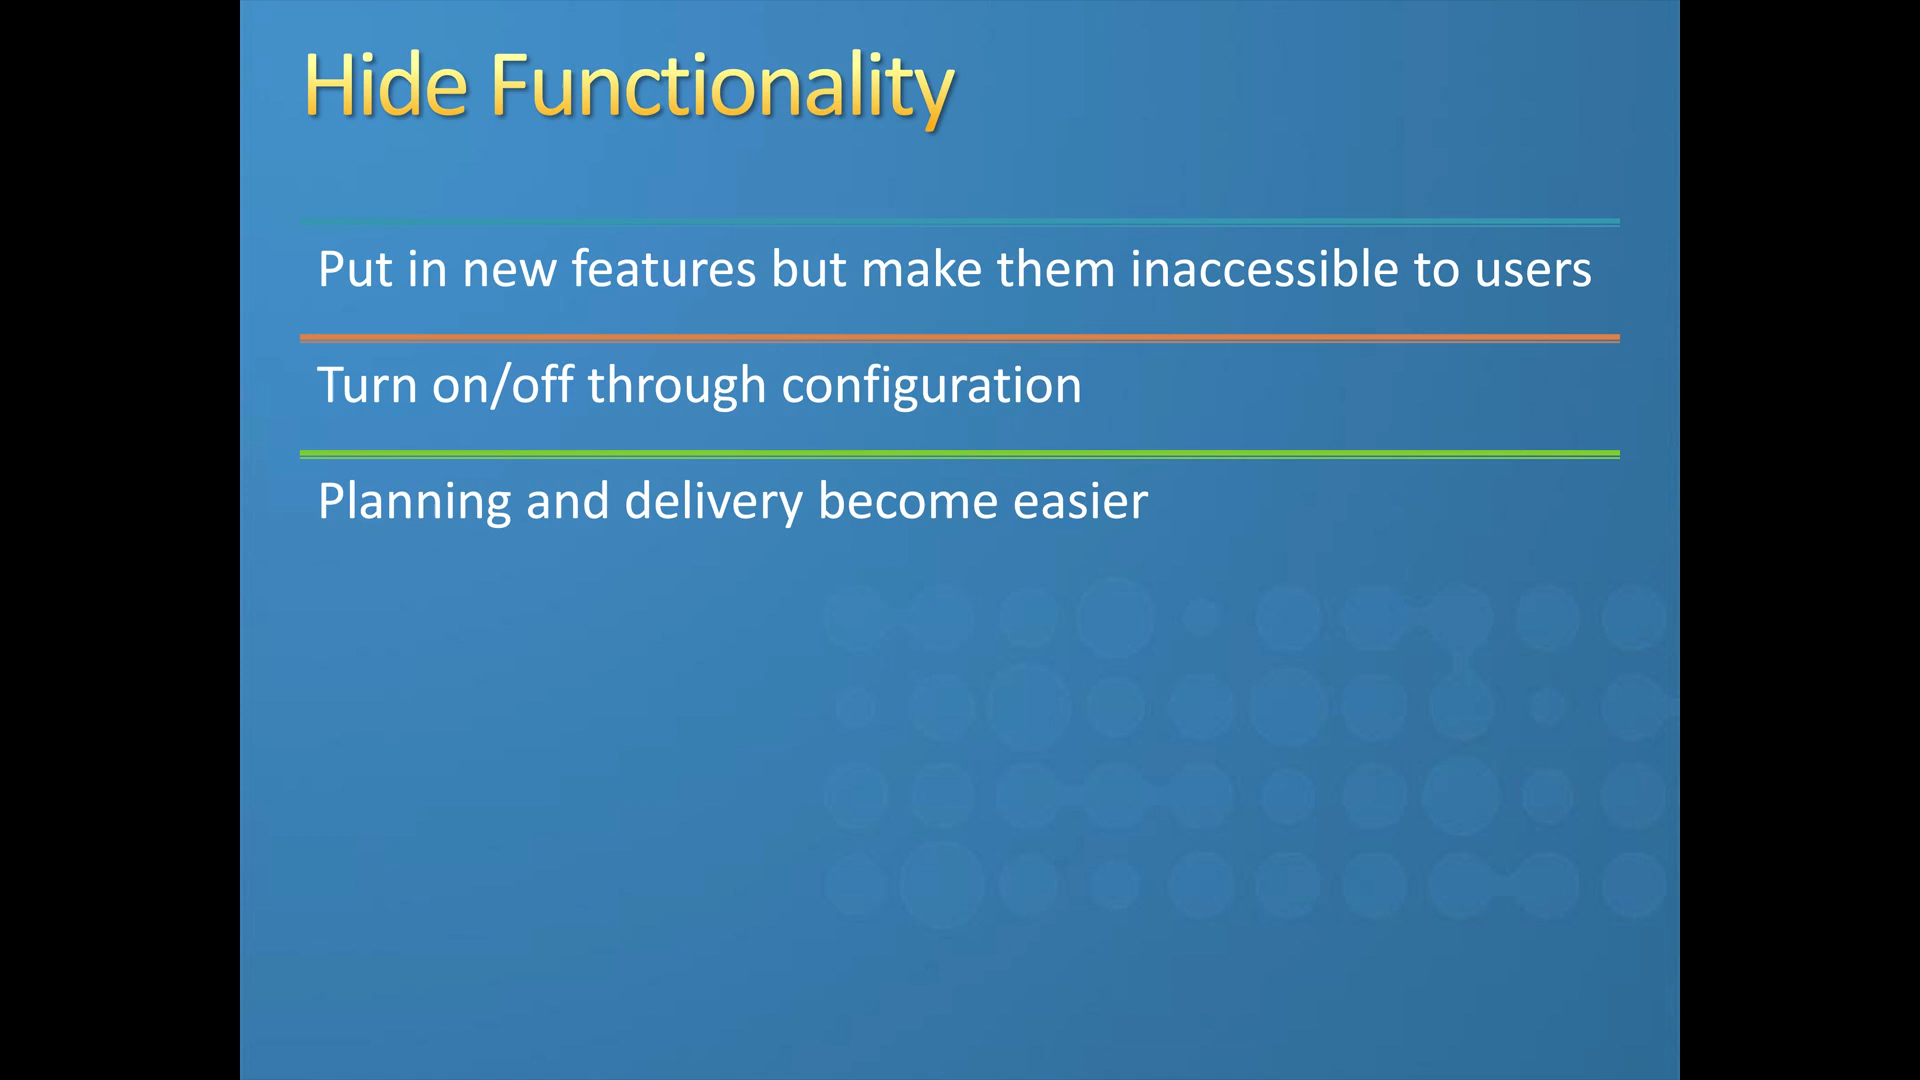 Hide Functionality
Put in new features but make them inaccessible to users
Turn on/off through configuration
Planning and delivery become easier